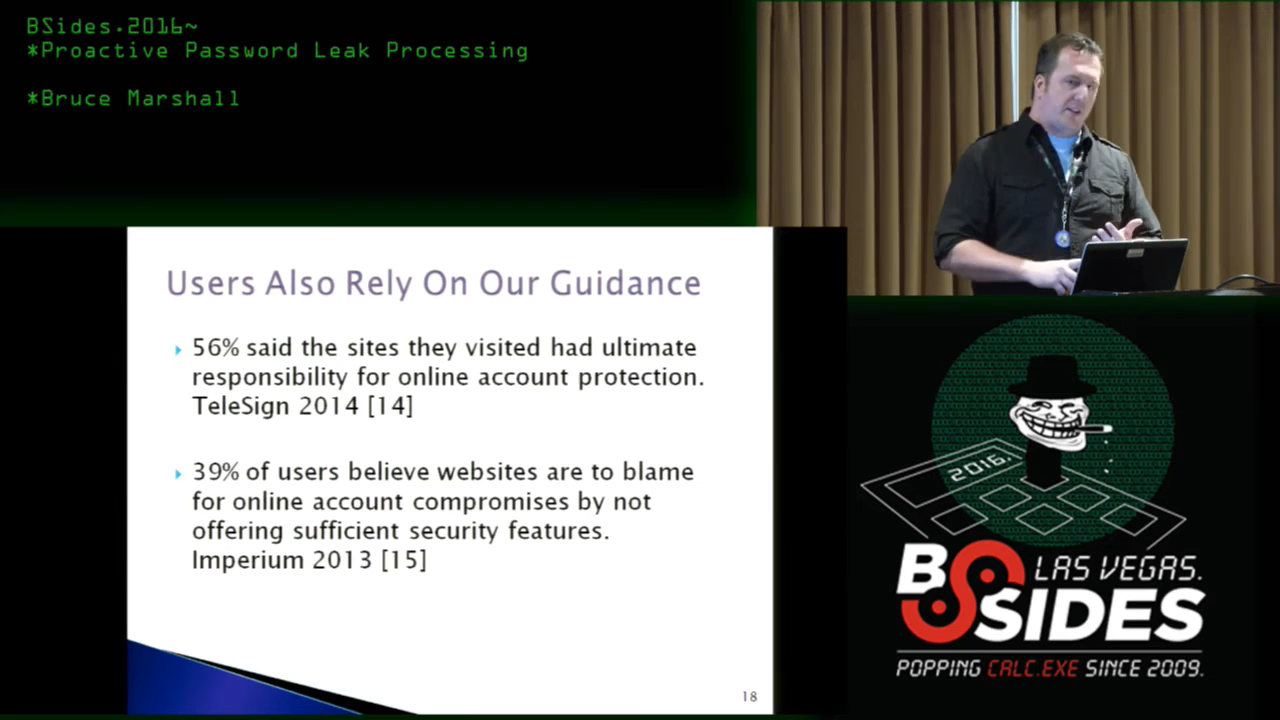 BSides.2016~
*Proactive Password Leak Processing
*Bruce Marshall
Users Also Rely On Our Guidance
56% said the sites they visited had ultimate
responsibility for online account protection.
TeleSign 2014 [14]
39% of users believe websites are to blame
for online account compromises by not
offering sufficient security features.
Imperium 2013 [15]
18
2016.
BSIDES
LAS VEGAS.
POPPING CALC.EXE SINCE 2009.